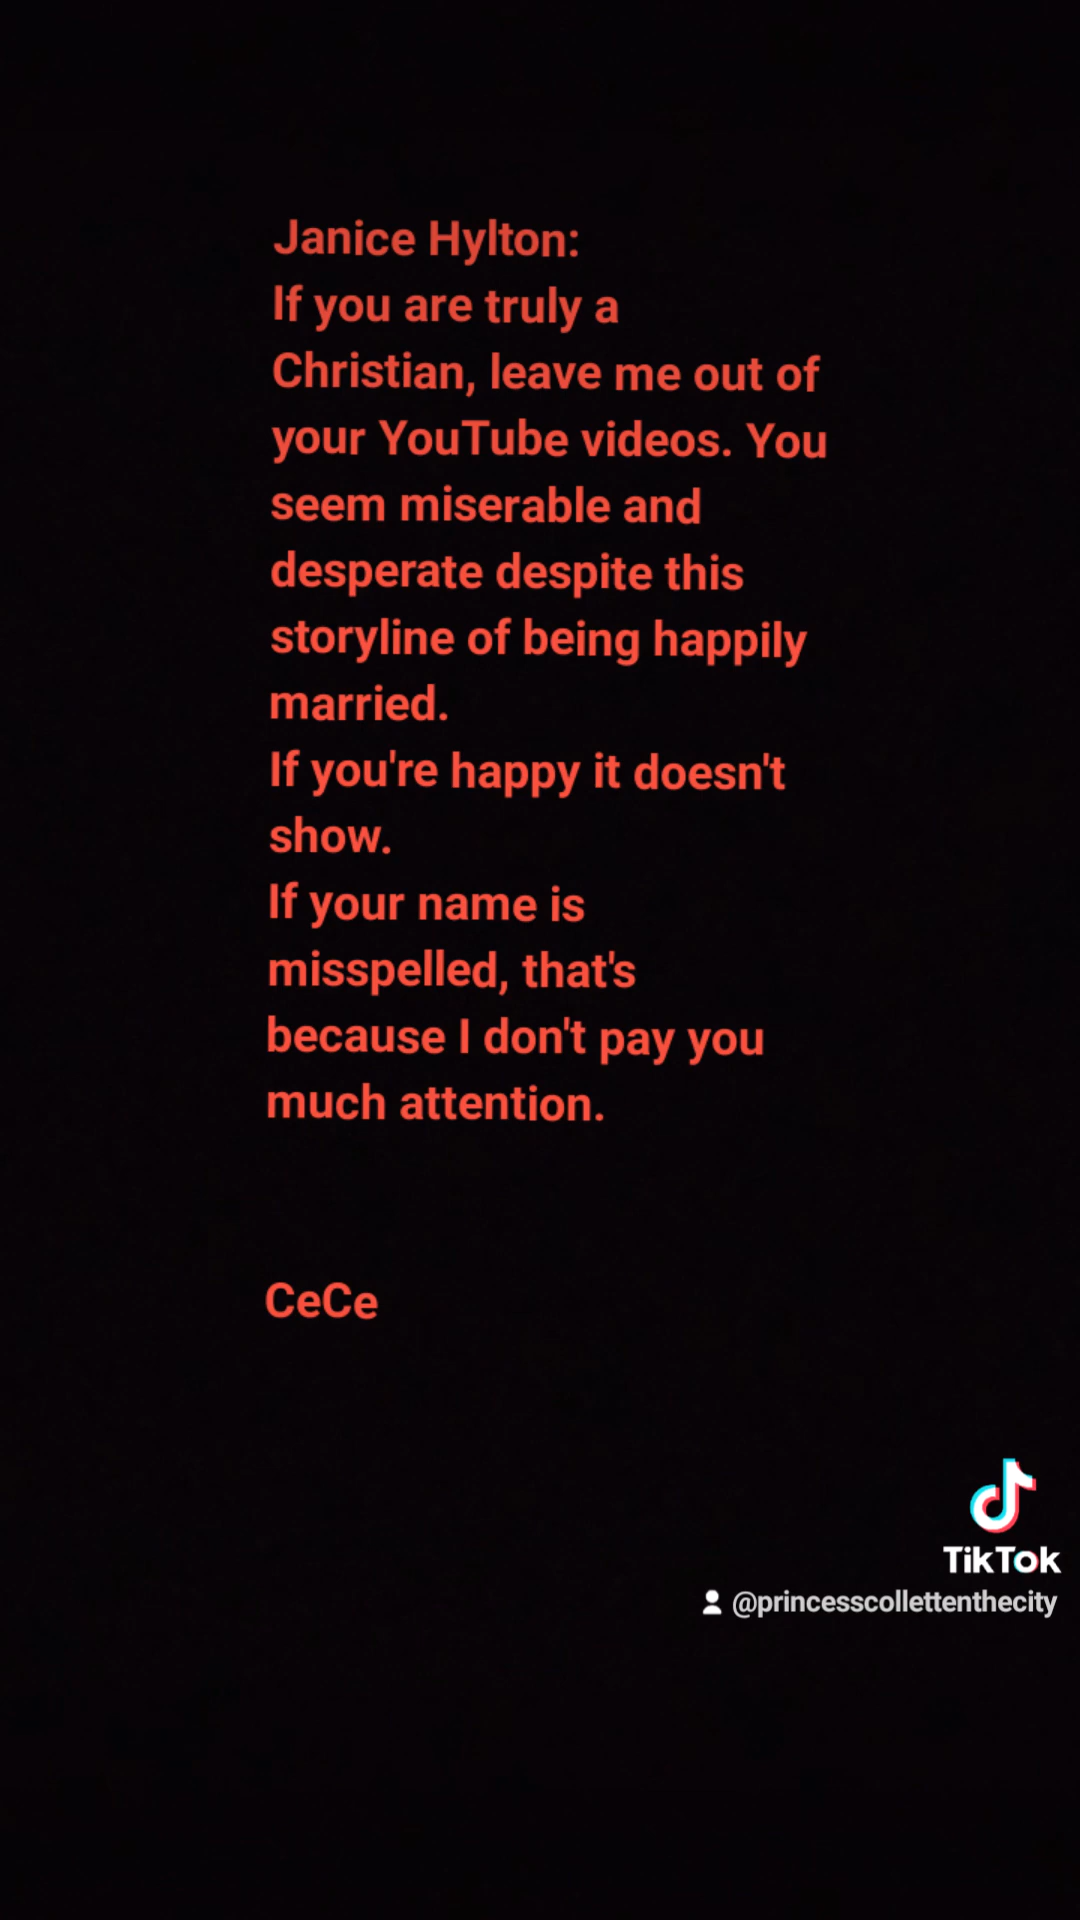 Janice Hylton:
If you are truly a
Christian, leave me out of
your YouTube videos. You
seem miserable and
desperate despite this
storyline of being happily
married.
If you're happy it doesn't
show.
If your name is
misspelled, that's
because I don't pay you
much attention.
CeCe
TikTok
@princesscollettenthecity